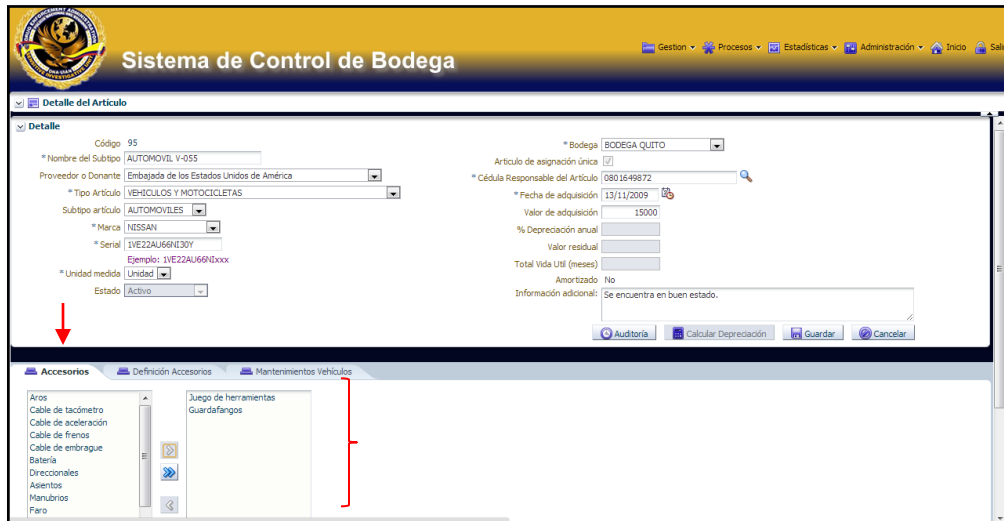 Sistema de Control de Bodega
Gestion Procesos Estadísticas Administración Inicio Sali
Detalle del Artículo
Detalle
Código 95
* Nombre del Subtipo AUTOMOVIL V-055
Proveedor o Donante Embajada de los Estados Unidos de América
* Tipo Artículo VEHICULOS Y MOTOCICLETAS
Subtipo artículo AUTOMOVILES
* Marca NISSAN
* Serial 1VE22AU66NI30Y
Ejemplo: 1VE22AU66NIxxx
* Unidad medida Unidad
Estado Activo
* Bodega BODEGA QUITO
Articulo de asignación única
* Cédula Responsable del Artículo 0801649872
* Fecha de adquisición 13/11/2009
Valor de adquisición 15000
% Depreciación anual
Valor residual
Total Vida Util (meses)
Amortizado No
Información adicional: Se encuentra en buen estado.
Auditoría Calcular Depreciación Guardar Cancelar
Accesorios Definición Accesorios Mantenimientos Vehículos
Aros
Cable de tacómetro
Cable de aceleración
Cable de frenos
Cable de embrague
Batería
Direccionales
Asientos
Manubrios
Faro
Juego de herramientas
Guardafangos